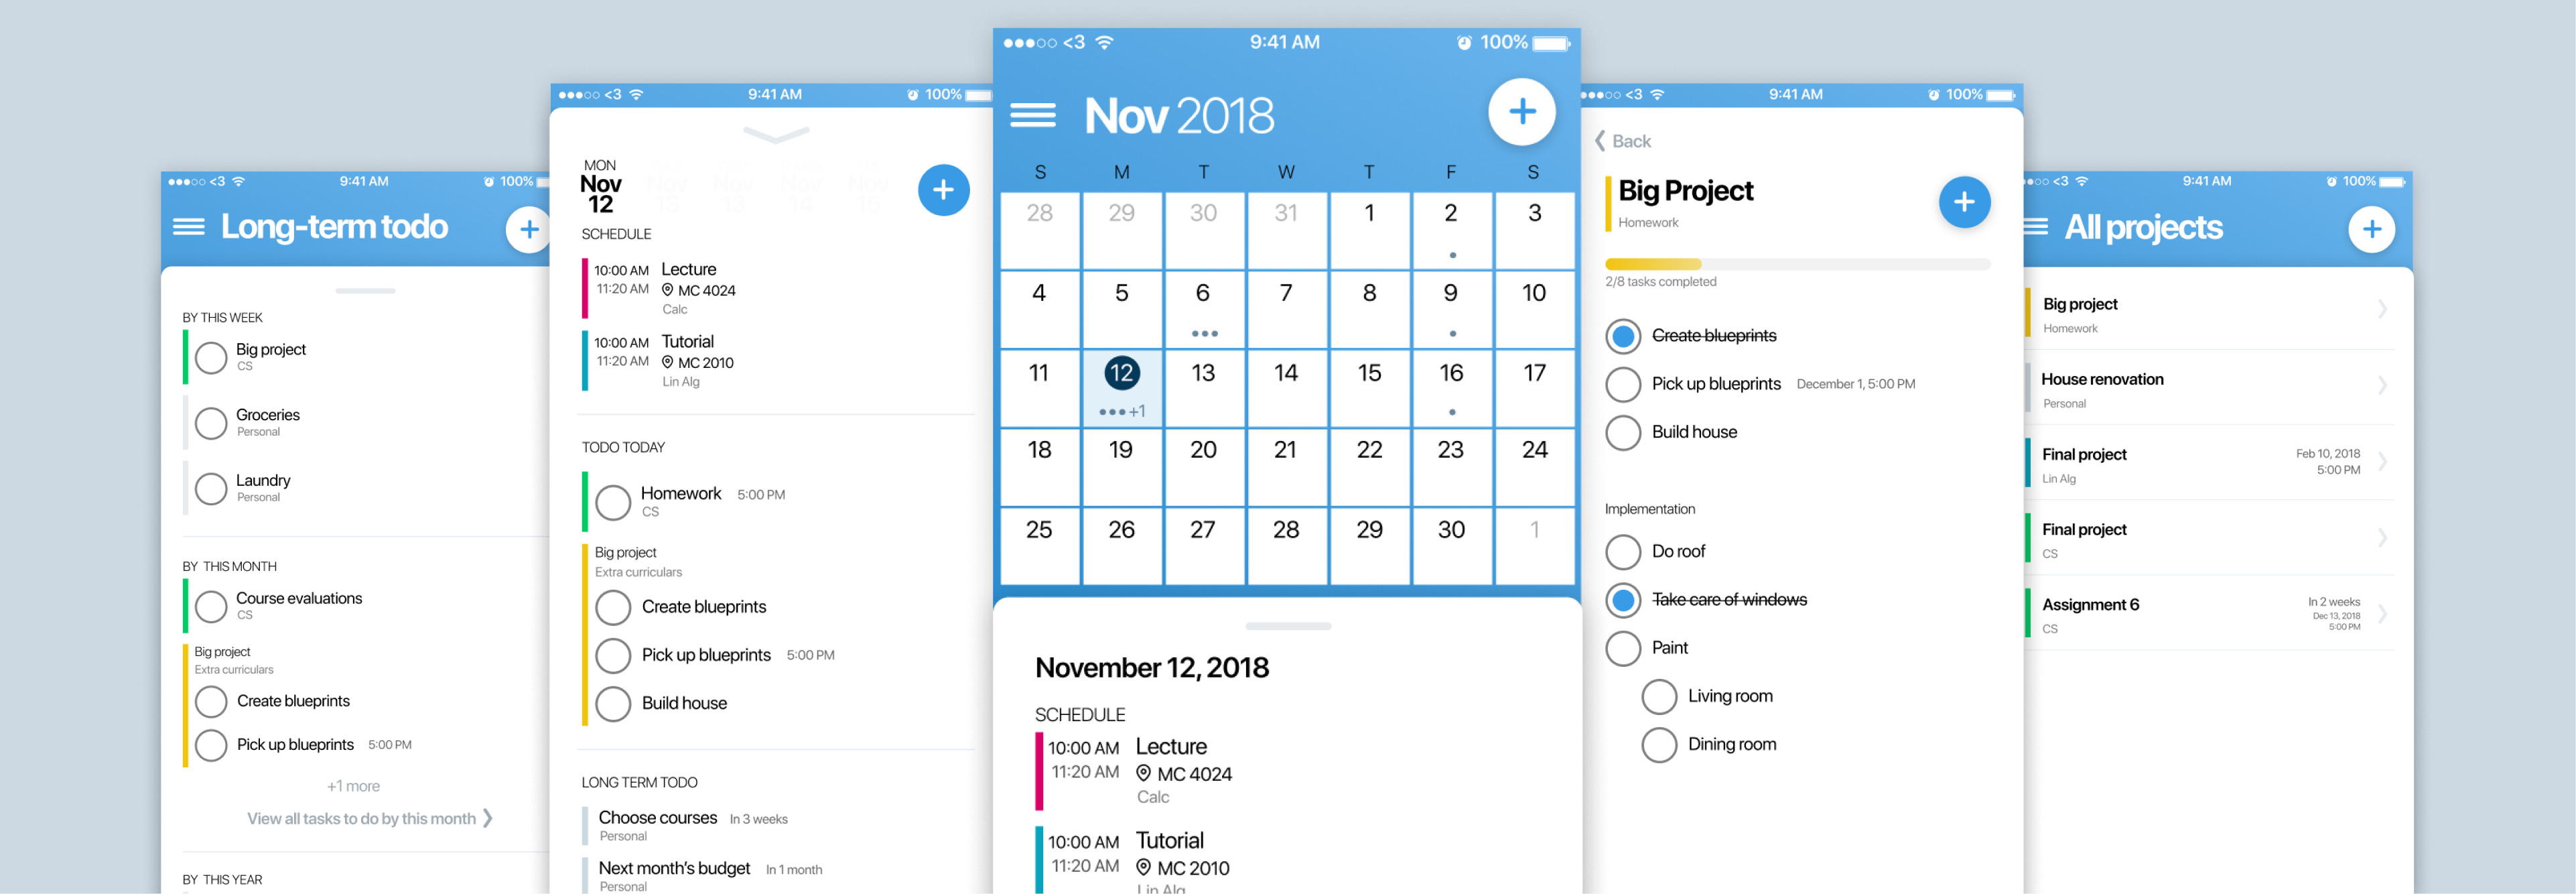 <3 9:41 AM 100%
Long-term todo
BY THIS WEEK
Big project
CS
Groceries
Personal
Laundry
Personal
BY THIS MONTH
Course evaluations
CS
Big project
Extra curriculars
Create blueprints
Pick up blueprints 5:00 PM
+1 more
View all tasks to do by this month
BY THIS YEAR
<3 9:41 AM 100%
MON
Nov Nov Nov Nov Nov
12 13 13 14 15
SCHEDULE
10:00 AM Lecture
11:20 AM MC 4024
Calc
10:00 AM Tutorial
11:20 AM MC 2010
Lin Alg
TODO TODAY
Homework 5:00 PM
CS
Big project
Extra curriculars
Create blueprints
Pick up blueprints 5:00 PM
Build house
LONG TERM TODO
Choose courses In 3 weeks
Personal
Next month's budget In 1 month
Personal
<3 9:41 AM 100%
Nov 2018
S M T W T F S
28 29 30 31 1 2 3
4 5 6 7 8 9 10
11 12 13 14 15 16 17
+1
18 19 20 21 22 23 24
25 26 27 28 29 30 1
November 12, 2018
SCHEDULE
10:00 AM Lecture
11:20 AM MC 4024
Calc
10:00 AM Tutorial
11:20 AM MC 2010
Lin Alg
<3 9:41 AM 100%
Back
Big Project
Homework
2/8 tasks completed
Create blueprints
Pick up blueprints December 1, 5:00 PM
Build house
Implementation
Do roof
Take care of windows
Paint
Living room
Dining room
<3 9:41 AM 100%
All projects
Big project
Homework
House renovation
Personal
Final project Feb 10, 2018
Lin Alg 5:00 PM
Final project
CS
Assignment 6 In 2 weeks
Dec 13, 2018
CS 5:00 PM